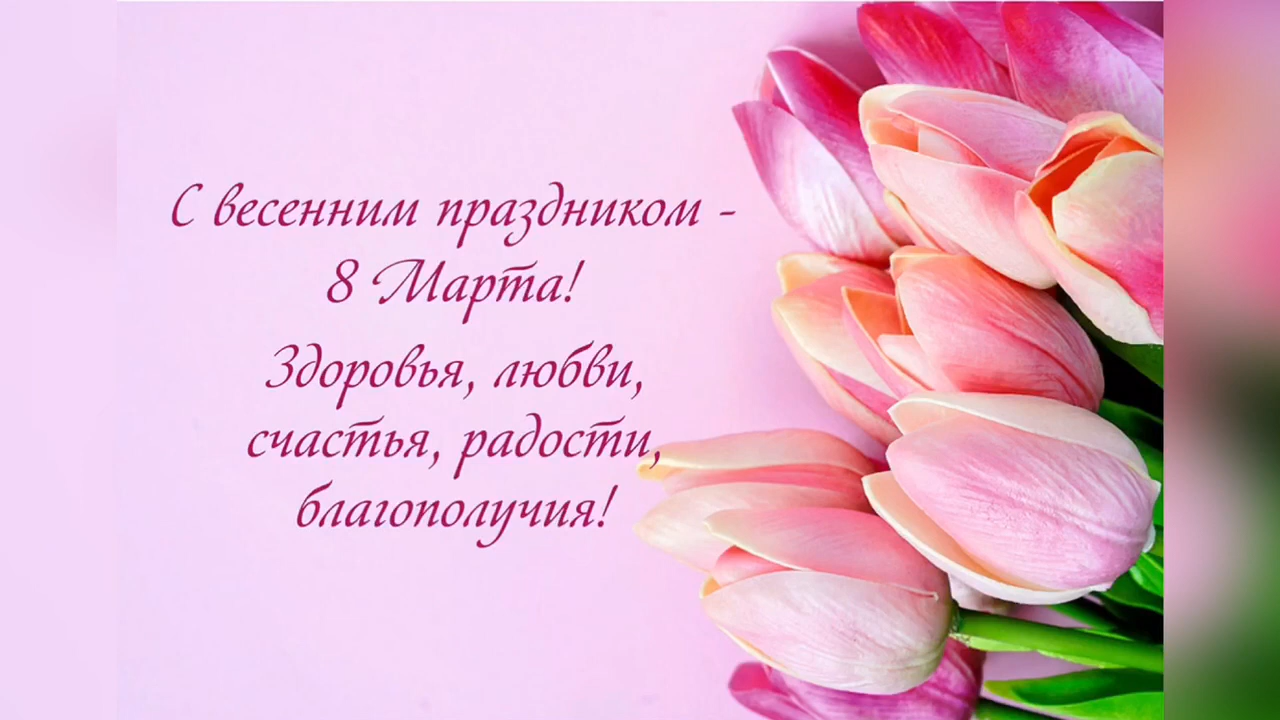 С весенним праздником -
8 Марта!
Здоровья, любви,
счастья, радости,
благополучия!